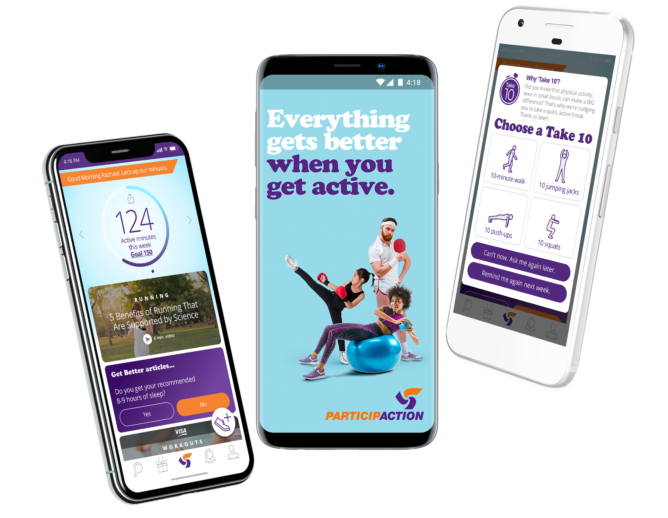 4:18 PM
Good Morning Rachael. Let's up our minutes.
124
Active minutes
this week
Goal 150
RUNNING
5 Benefits of Running That
Are Supported by Science
6 min. video
Get Better articles...
Do you get your recommended
8-9 hours of sleep?
Yes
No
VISA
WORKOUTS
4:18
Everything
gets better
when you
get active.
PARTICIPACTION
Take
10
Why 'Take 10'?
Did you know that physical activity,
even in small bouts, can make a BIG
difference? That's why we're nudging
you to take a quick, active break.
Thank us later!
Choose a Take 10
10-minute walk
10 jumping jacks
10 push-ups
10 squats
Can't now. Ask me again later.
Remind me again next week.